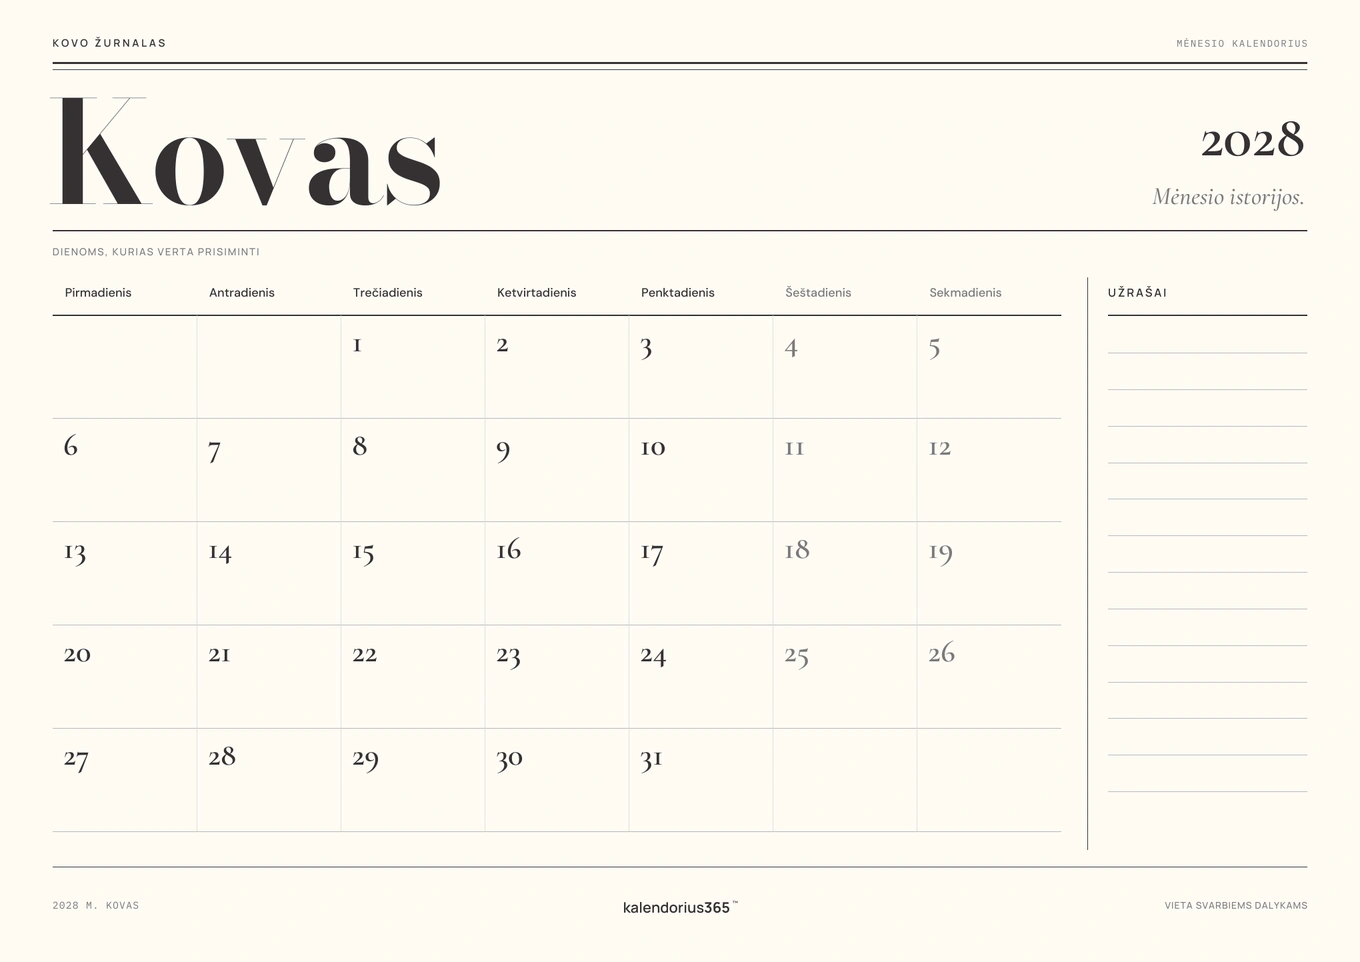 KOVO ŽURNALAS
MĖNESIO KALENDORIUS
Kovas
2028
Mėnesio istorijos.
DIENOMS, KURIAS VERTA PRISIMINTI
Pirmadienis Antradienis Trečiadienis Ketvirtadienis Penktadienis Šeštadienis Sekmadienis
UŽRAŠAI
1 2 3 4 5
6 7 8 9 10 11 12
13 14 15 16 17 18 19
20 21 22 23 24 25 26
27 28 29 30 31
2028 M. KOVAS
kalendorius365™
VIETA SVARBIEMS DALYKAMS